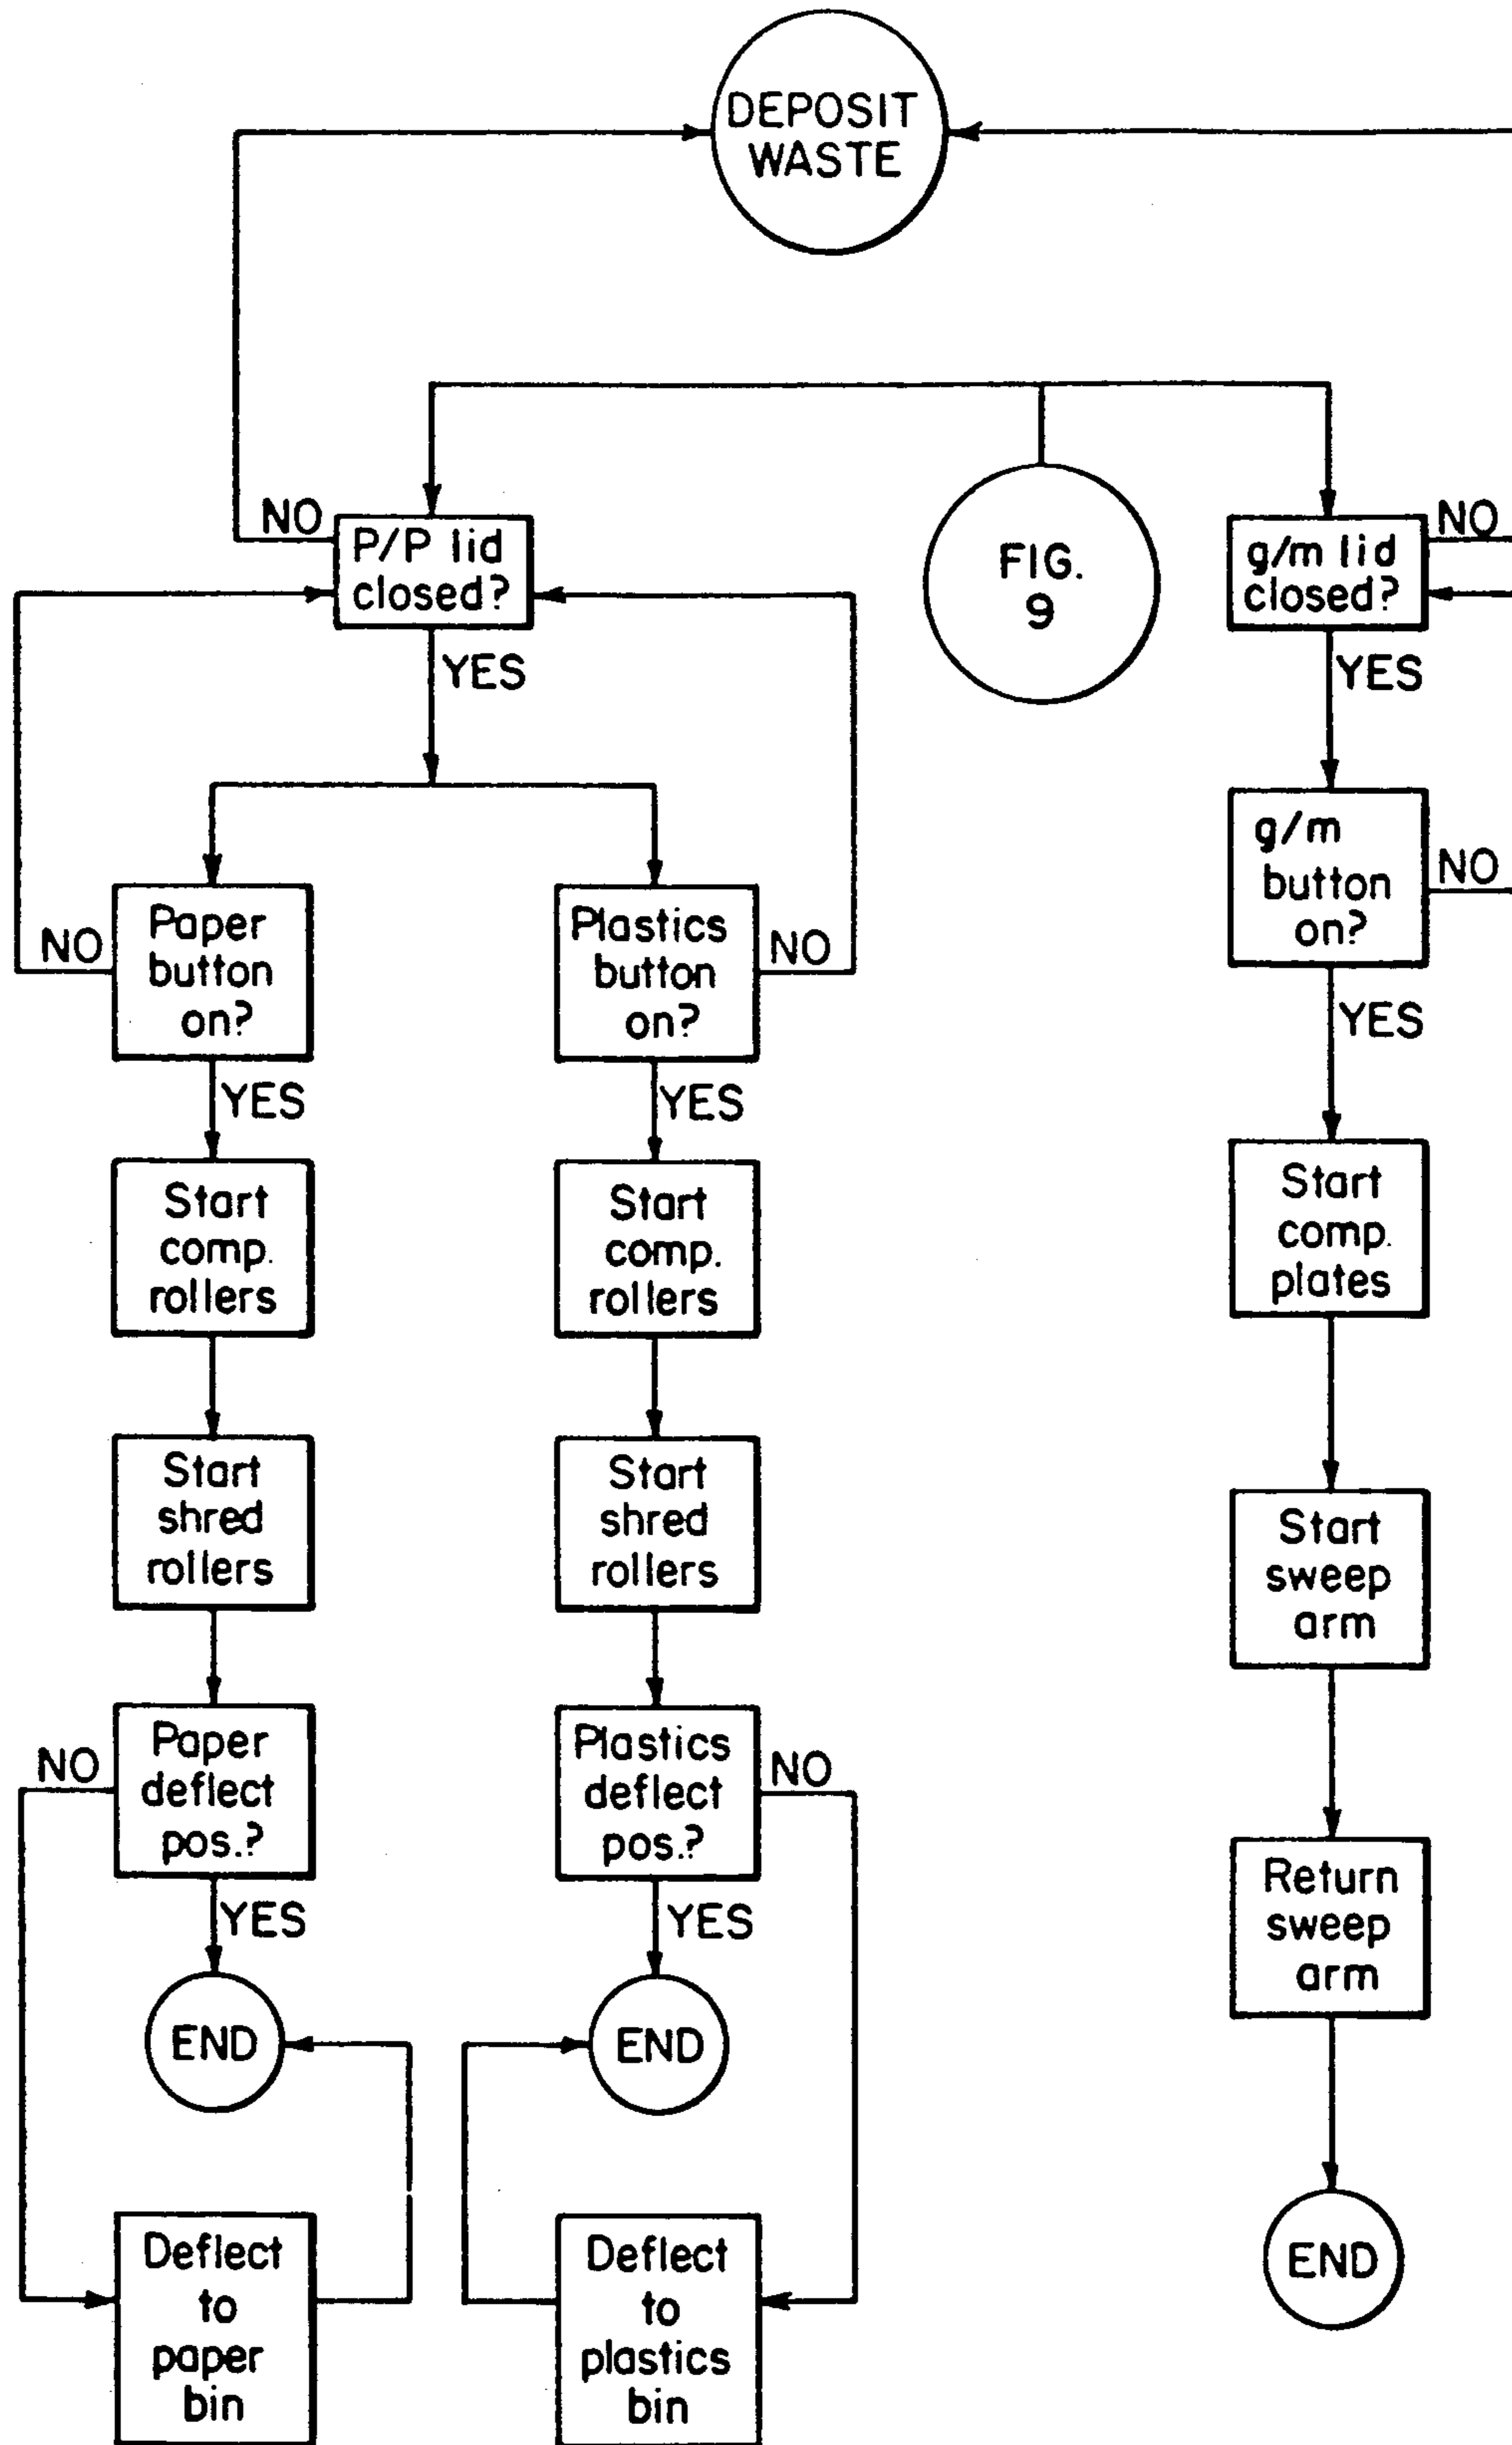 DEPOSIT
WASTE
FIG.
9
NO
P/P lid
closed?
YES
g/m lid
closed?
NO
YES
Paper
button
on?
NO
YES
Plastics
button
on?
NO
YES
g/m
button
on?
NO
YES
Start
comp.
rollers
Start
comp.
rollers
Start
comp.
plates
Start
shred
rollers
Start
shred
rollers
Start
sweep
arm
NO
Paper
deflect
pos.?
YES
Plastics
deflect
pos.?
NO
YES
Return
sweep
arm
END
END
END
Deflect
to
paper
bin
Deflect
to
plastics
bin